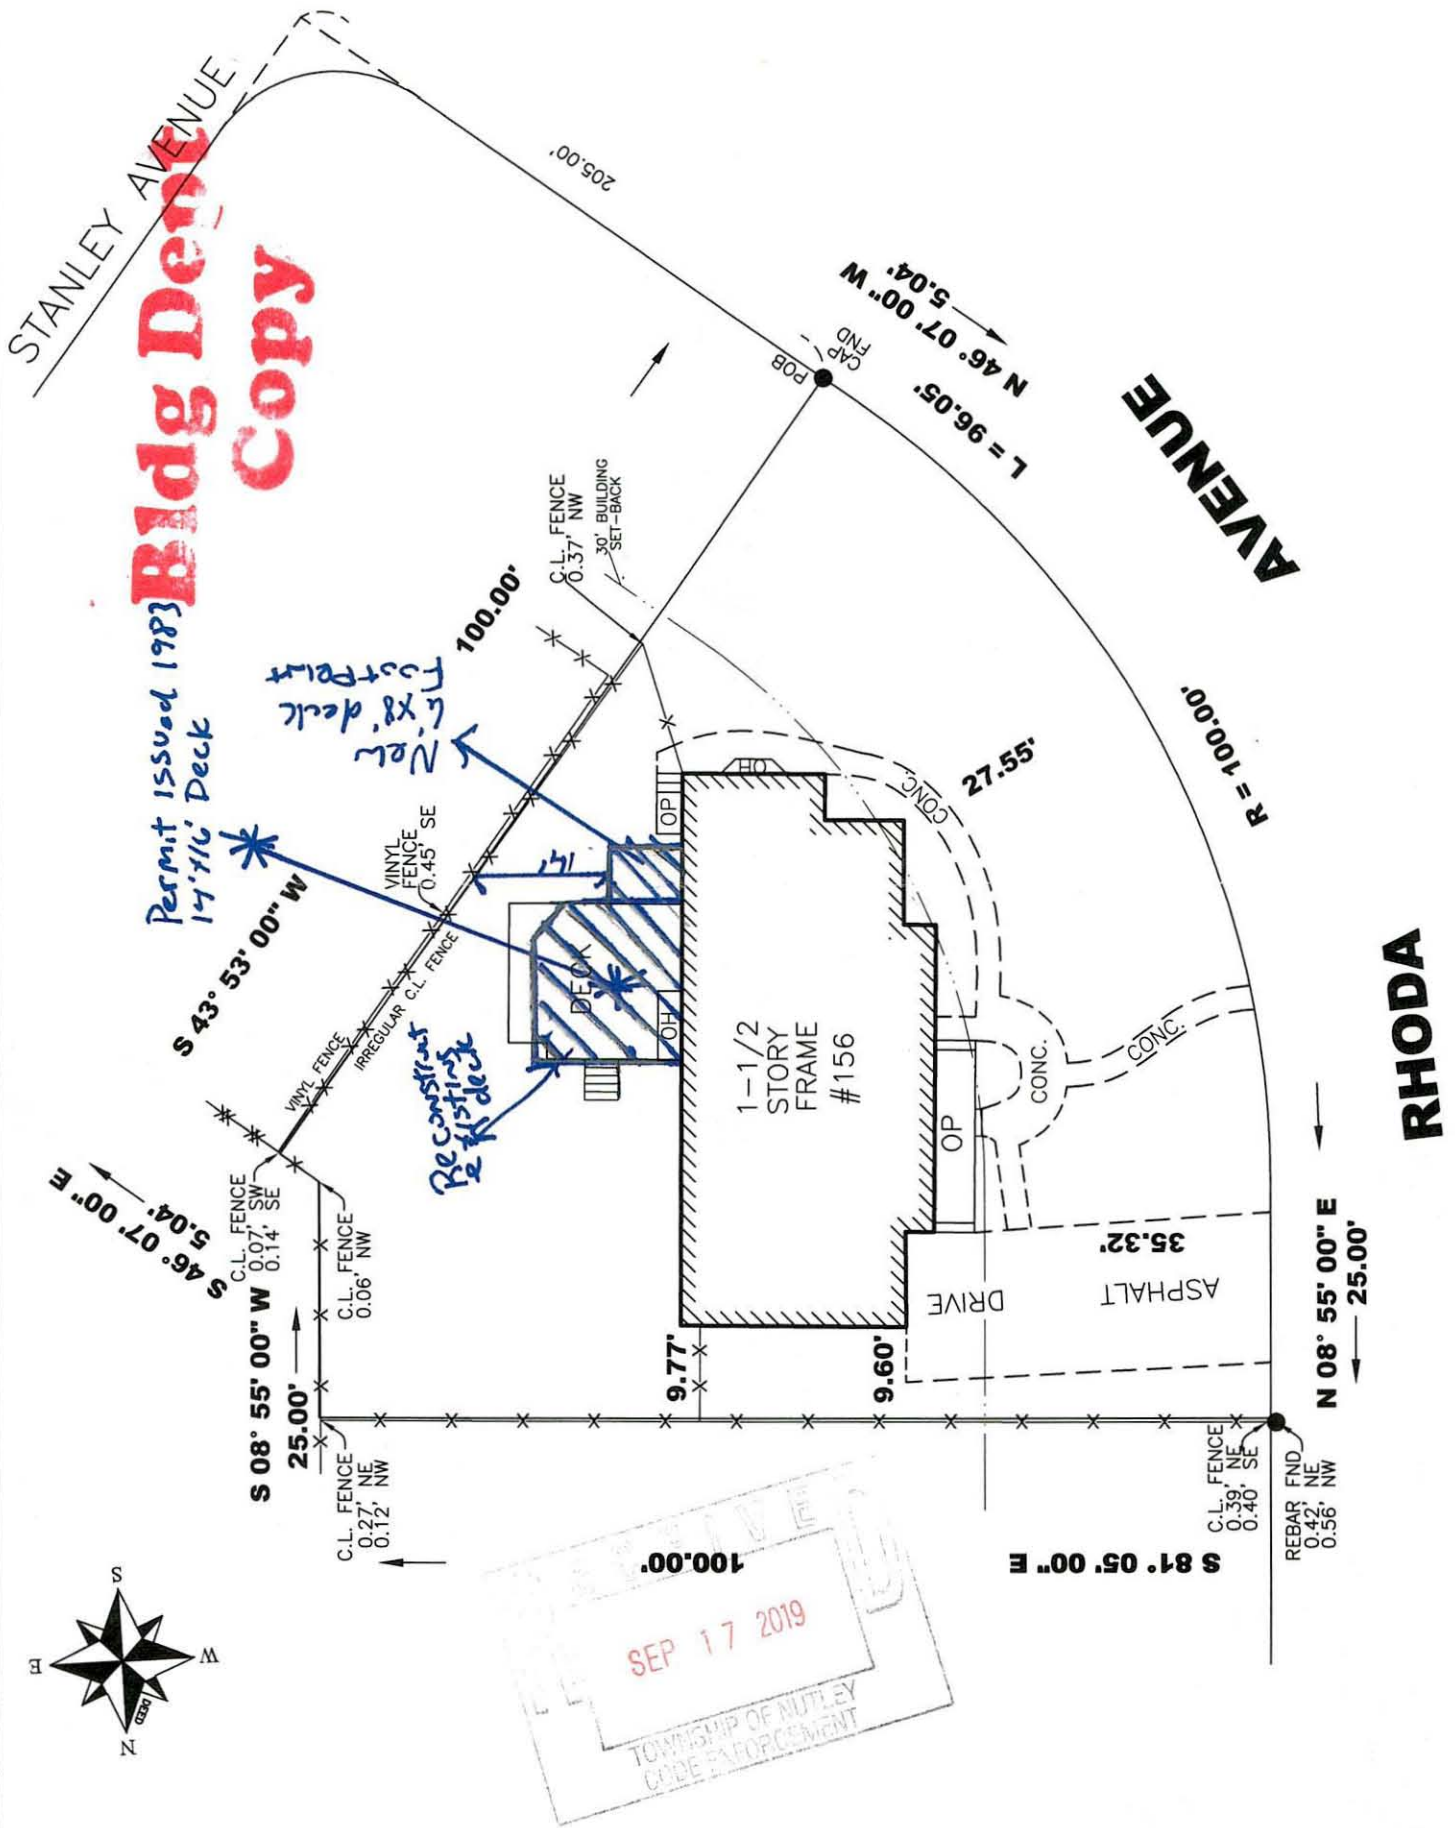 STANLEY AVENUE
Bldg Dept
Copy
Permit issued 1983
14'x16' Deck
205.00'
POB
CAP
FND
N 46° 07' 00" W
5.04'
L = 96.05'
AVENUE
R = 100.00'
RHODA
C.L. FENCE
0.37' NW
30' BUILDING
SET-BACK
100.00'
New
6'x8' deck
FootPrint
S 43° 53' 00" W
VINYL
FENCE
0.45' SE
14'
VINYL FENCE
IRREGULAR C.L. FENCE
DECK
OH
OP
HO
Reconstruct
existing
deck
1-1/2
STORY
FRAME
#156
OP
CONC.
27.55'
CONC.
CONC.
S 46° 07' 00" E
5.04'
C.L. FENCE
0.07' SW
0.14' SE
C.L. FENCE
0.06' NW
S 08° 55' 00" W
25.00'
C.L. FENCE
0.27' NE
0.12' NW
9.77'
9.60'
35.32'
DRIVE
ASPHALT
N 08° 55' 00" E
25.00'
C.L. FENCE
0.39' NE
0.40' SE
REBAR FND
0.42' NE
0.56' NW
100.00'
S 81° 05' 00" E
RECEIVED
SEP 17 2019
TOWNSHIP OF NUTLEY
CODE ENFORCEMENT
S
E
W
N
DEED